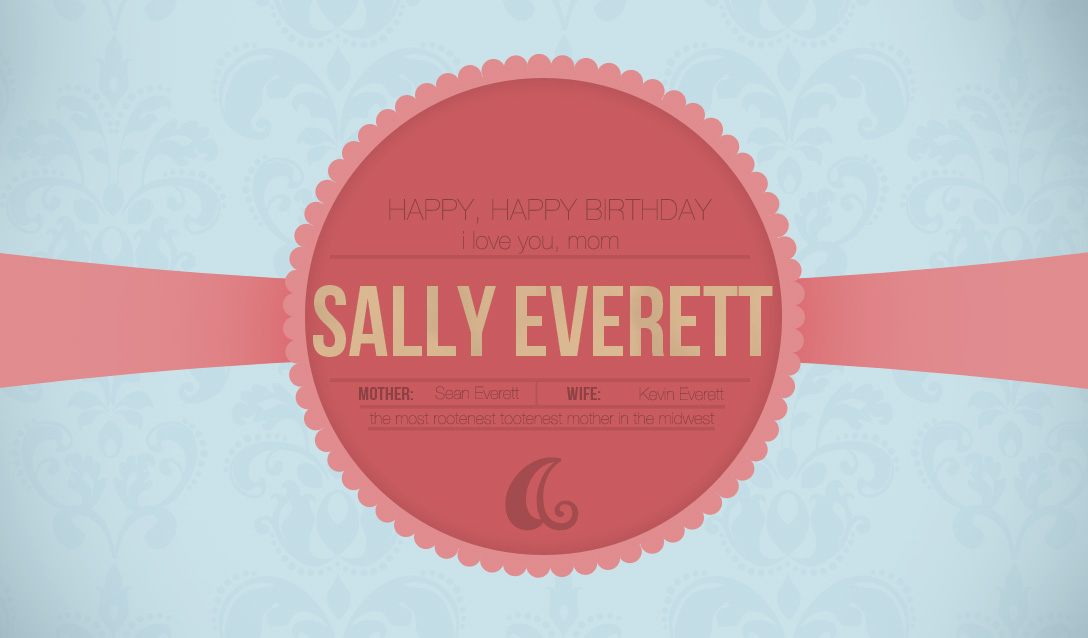 HAPPY, HAPPY BIRTHDAY
i love you, mom
SALLY EVERETT
MOTHER: Sean Everett WIFE: Kevin Everett
the most rootenest tootenest mother in the midwest